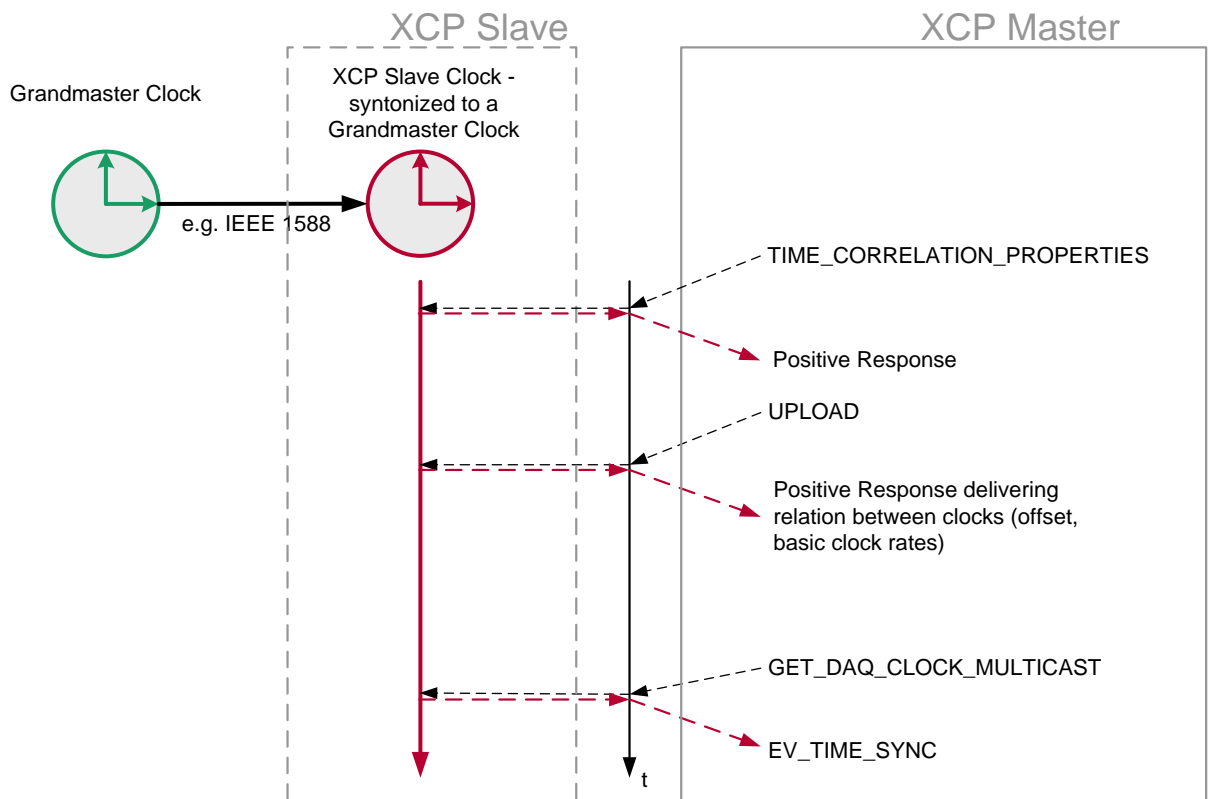 XCP Slave
XCP Master
Grandmaster Clock
XCP Slave Clock -
syntonized to a
Grandmaster Clock
e.g. IEEE 1588
TIME_CORRELATION_PROPERTIES
Positive Response
UPLOAD
Positive Response delivering
relation between clocks (offset,
basic clock rates)
GET_DAQ_CLOCK_MULTICAST
EV_TIME_SYNC
t